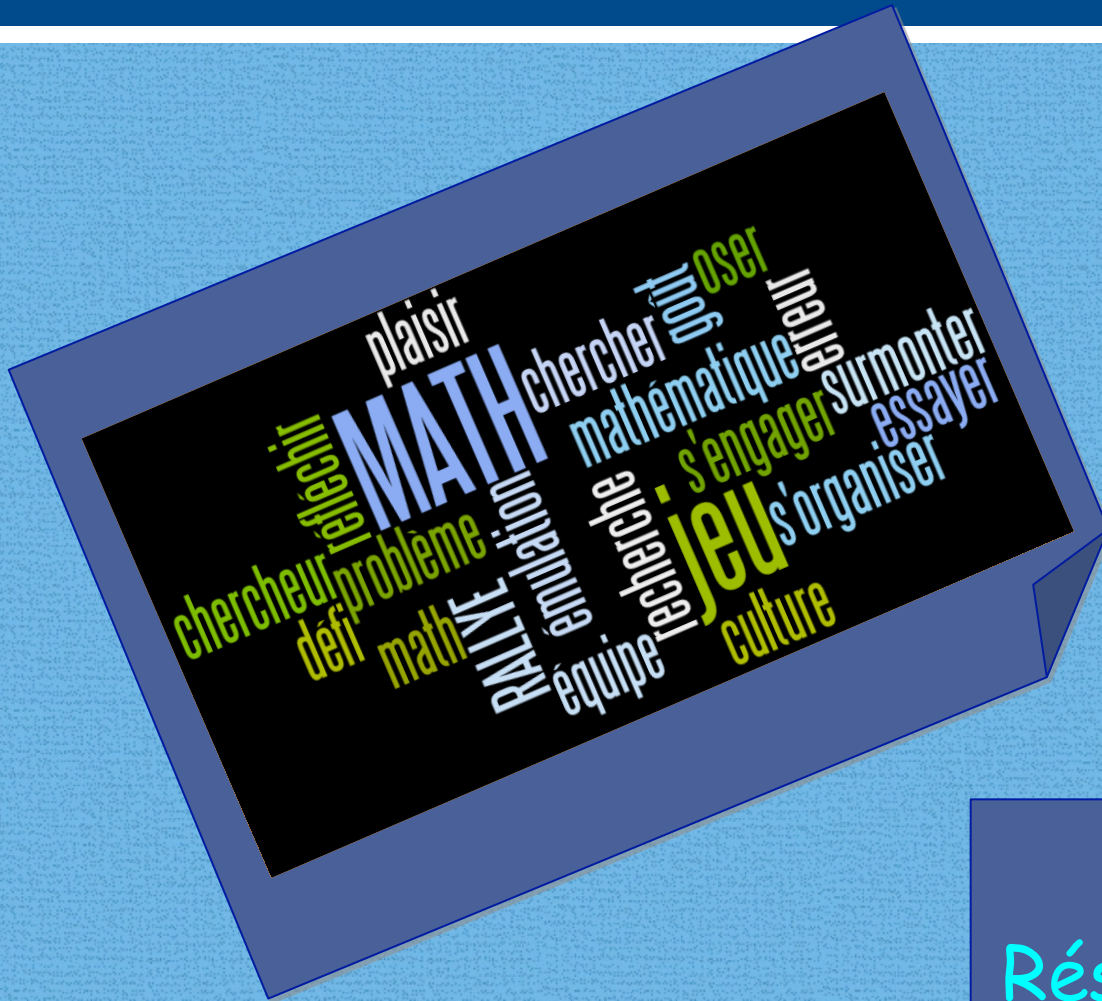 plaisir
MATH
chercher
goût
oser
erreur
mathématique
surmonter
essayer
s'engager
s'organiser
réfléchir
chercheur
problème
émulation
recherche
jeu
défi
math
RALLYE
équipe
culture
Rés